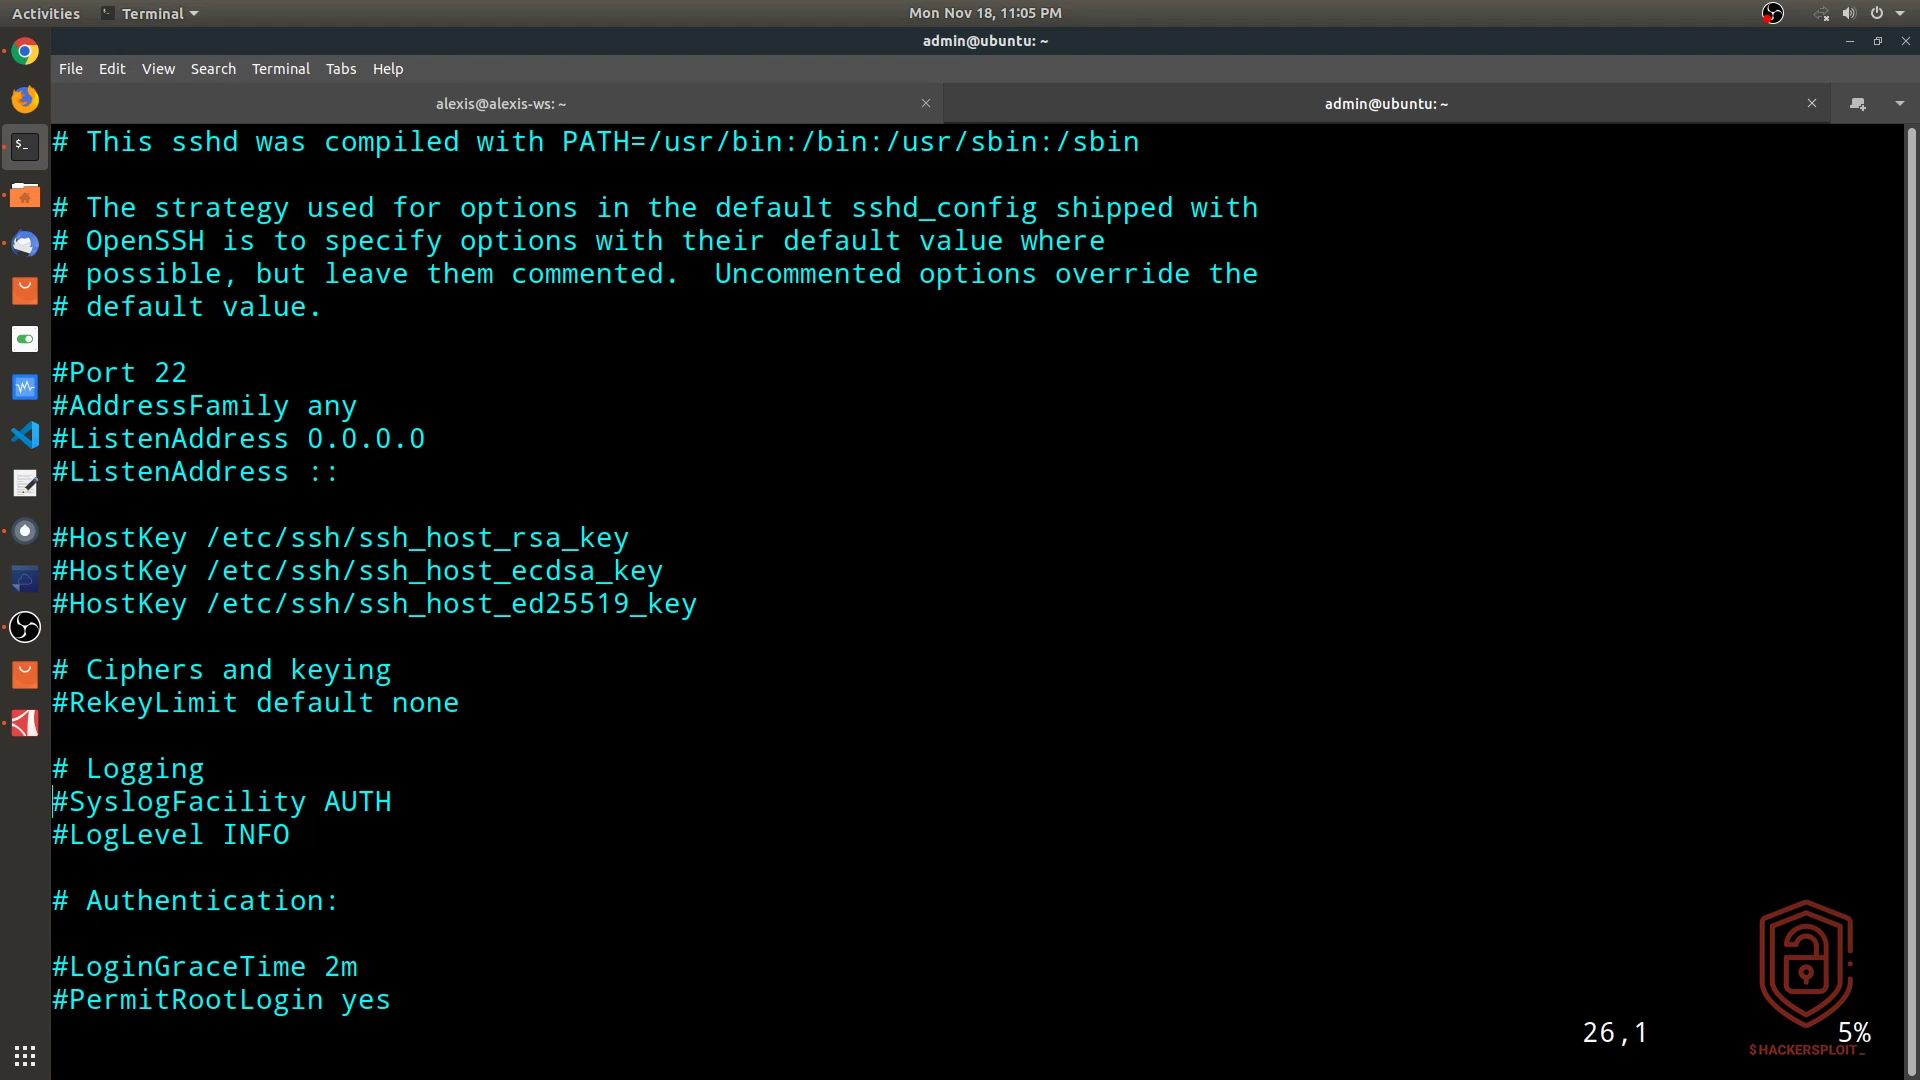 Activities
Terminal
Mon Nov 18, 11:05 PM
admin@ubuntu: ~
File Edit View Search Terminal Tabs Help
alexis@alexis-ws: ~
admin@ubuntu: ~
# This sshd was compiled with PATH=/usr/bin:/bin:/usr/sbin:/sbin
# The strategy used for options in the default sshd_config shipped with
# OpenSSH is to specify options with their default value where
# possible, but leave them commented.  Uncommented options override the
# default value.
#Port 22
#AddressFamily any
#ListenAddress 0.0.0.0
#ListenAddress ::
#HostKey /etc/ssh/ssh_host_rsa_key
#HostKey /etc/ssh/ssh_host_ecdsa_key
#HostKey /etc/ssh/ssh_host_ed25519_key
# Ciphers and keying
#RekeyLimit default none
# Logging
#SyslogFacility AUTH
#LogLevel INFO
# Authentication:
#LoginGraceTime 2m
#PermitRootLogin yes
26,1 5%
$HACKERSPLOIT_